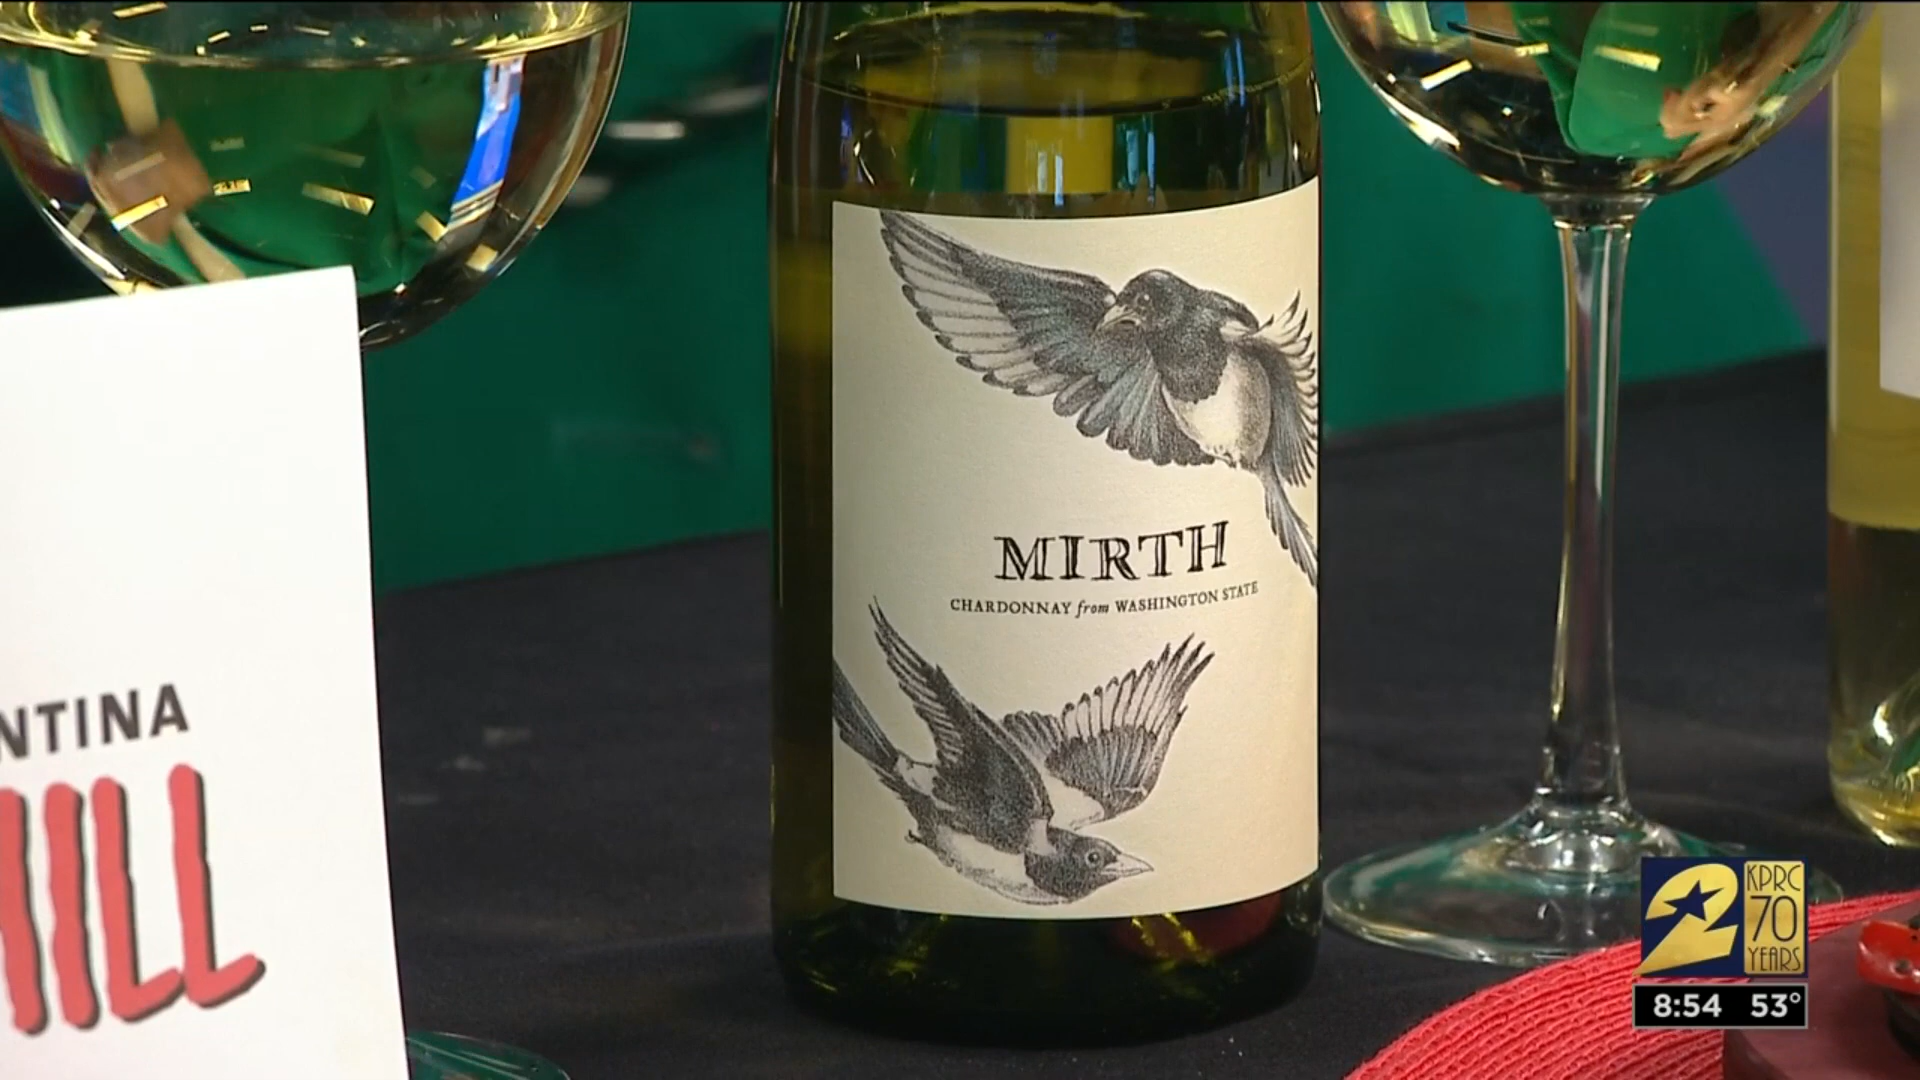 MIRTH
CHARDONNAY from WASHINGTON STATE
NTINA
ILL
2
KPRC
70
YEARS
8:54 53°